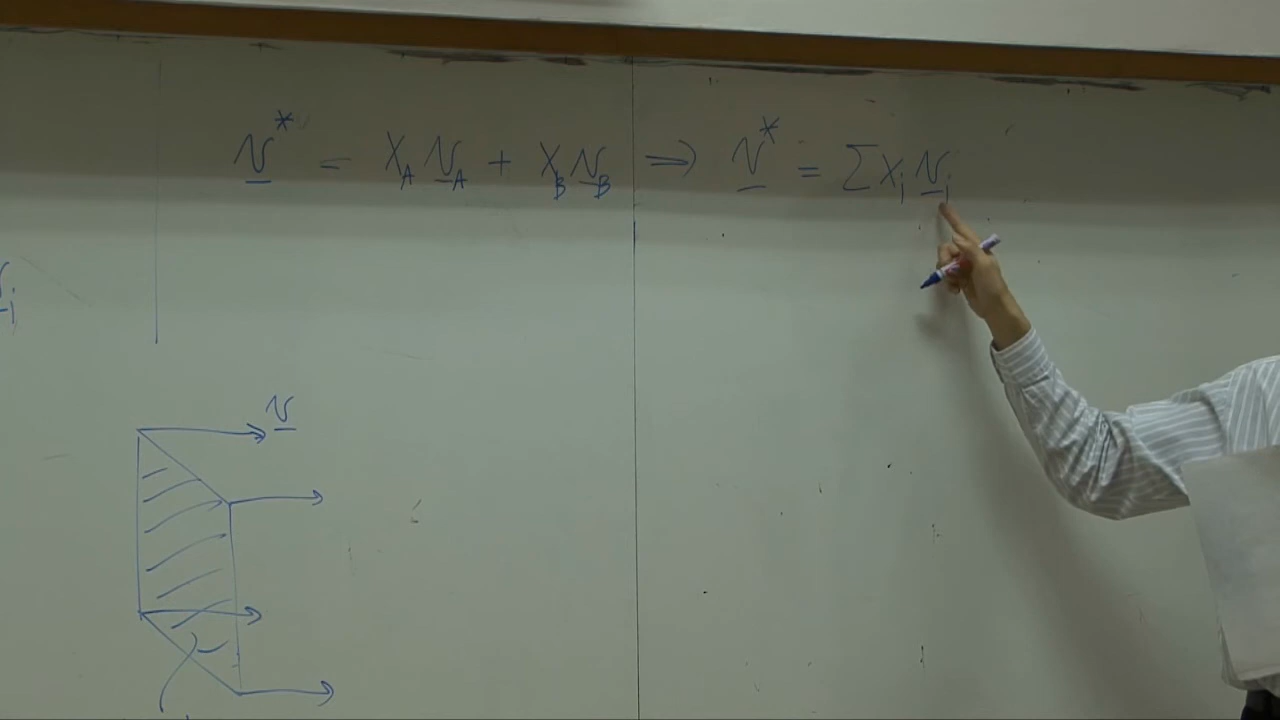 v* = x_A v_A + x_B v_B ⇒ v* = Σ x_i v_i
i
v